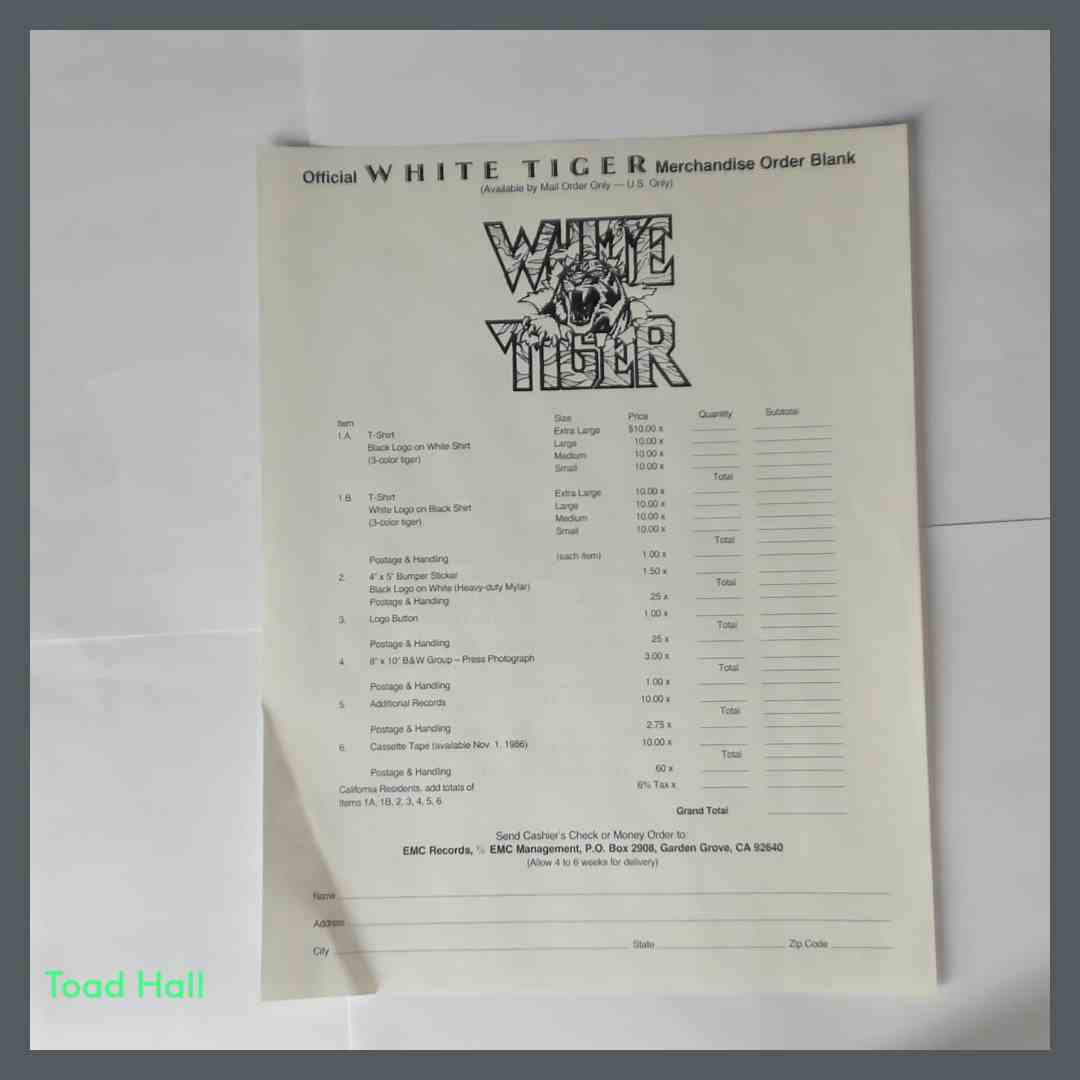 Official WHITE TIGER Merchandise Order Blank
(Available by Mail Order Only — U.S. Only)
WHITE
TIGER
Item Size Price Quantity Subtotal
1.A. T-Shirt Extra Large $10.00 x
Black Logo on White Shirt Large 10.00 x
(3-color tiger) Medium 10.00 x
Small 10.00 x
Total
1.B. T-Shirt Extra Large 10.00 x
White Logo on Black Shirt Large 10.00 x
(3-color tiger) Medium 10.00 x
Small 10.00 x
Total
Postage & Handling (each item) 1.00 x
2. 4" x 5" Bumper Sticker 1.50 x
Black Logo on White (Heavy-duty Mylar) Total
Postage & Handling .25 x
3. Logo Button 1.00 x
Total
Postage & Handling .25 x
4. 8" x 10" B&W Group – Press Photograph 3.00 x
Total
Postage & Handling 1.00 x
5. Additional Records 10.00 x
Total
Postage & Handling 2.75 x
6. Cassette Tape (available Nov. 1, 1986) 10.00 x
Total
Postage & Handling .60 x
California Residents, add totals of 6% Tax x
Items 1A, 1B, 2, 3, 4, 5, 6
Grand Total
Send Cashier's Check or Money Order to:
EMC Records, ℅ EMC Management, P.O. Box 2908, Garden Grove, CA 92640
(Allow 4 to 6 weeks for delivery)
Name
Address
City State Zip Code
Toad Hall